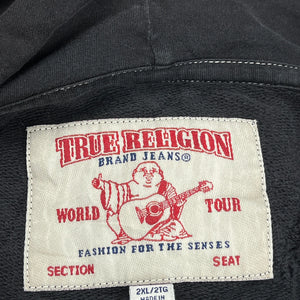 TRUE RELIGION
BRAND JEANS®
WORLD TOUR
FASHION FOR THE SENSES
SECTION SEAT
2XL/2TG
MADE IN